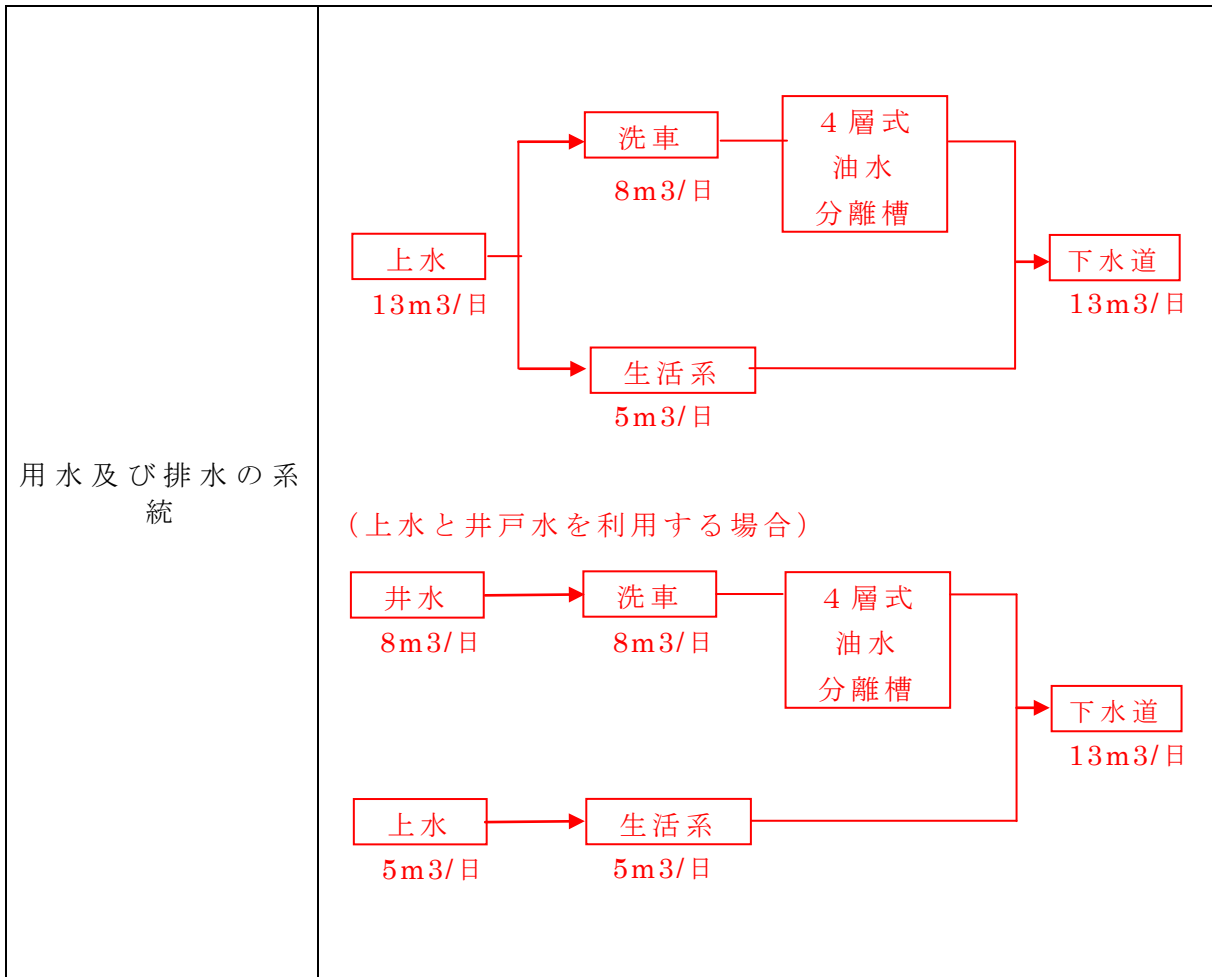 用水及び排水の系
統
洗車
8m3/日
4層式
油水
分離槽
上水
13m3/日
下水道
13m3/日
生活系
5m3/日
(上水と井戸水を利用する場合)
井水
8m3/日
洗車
8m3/日
4層式
油水
分離槽
下水道
13m3/日
上水
5m3/日
生活系
5m3/日